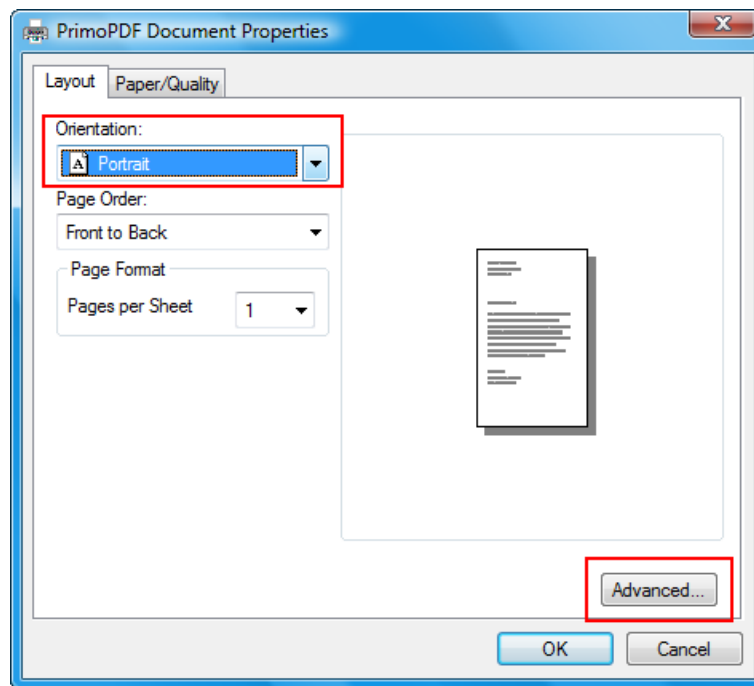 PrimoPDF Document Properties
Layout Paper/Quality
Orientation:
A Portrait
Page Order:
Front to Back
Page Format
Pages per Sheet 1
Advanced...
OK Cancel